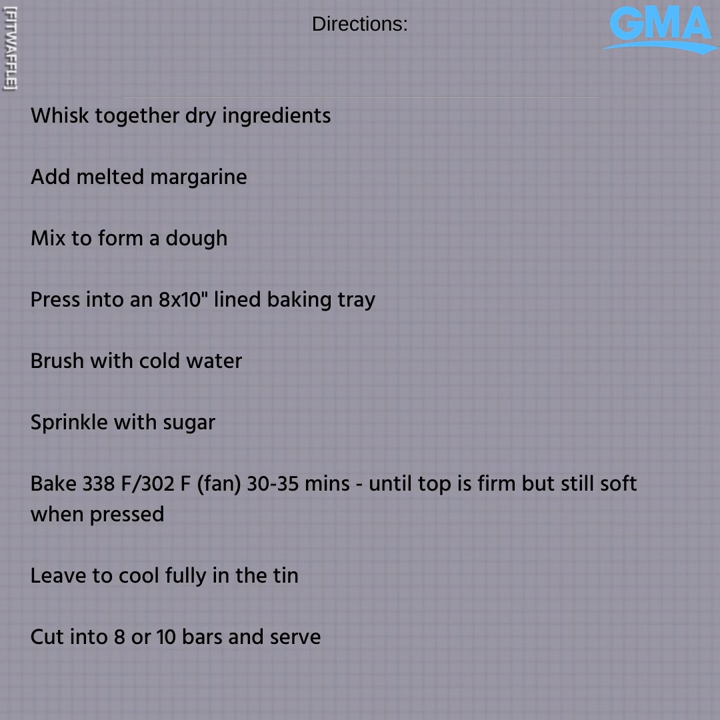 Directions:
GMA
[FITWAFFLE]
Whisk together dry ingredients
Add melted margarine
Mix to form a dough
Press into an 8x10" lined baking tray
Brush with cold water
Sprinkle with sugar
Bake 338 F/302 F (fan) 30-35 mins - until top is firm but still soft
when pressed
Leave to cool fully in the tin
Cut into 8 or 10 bars and serve